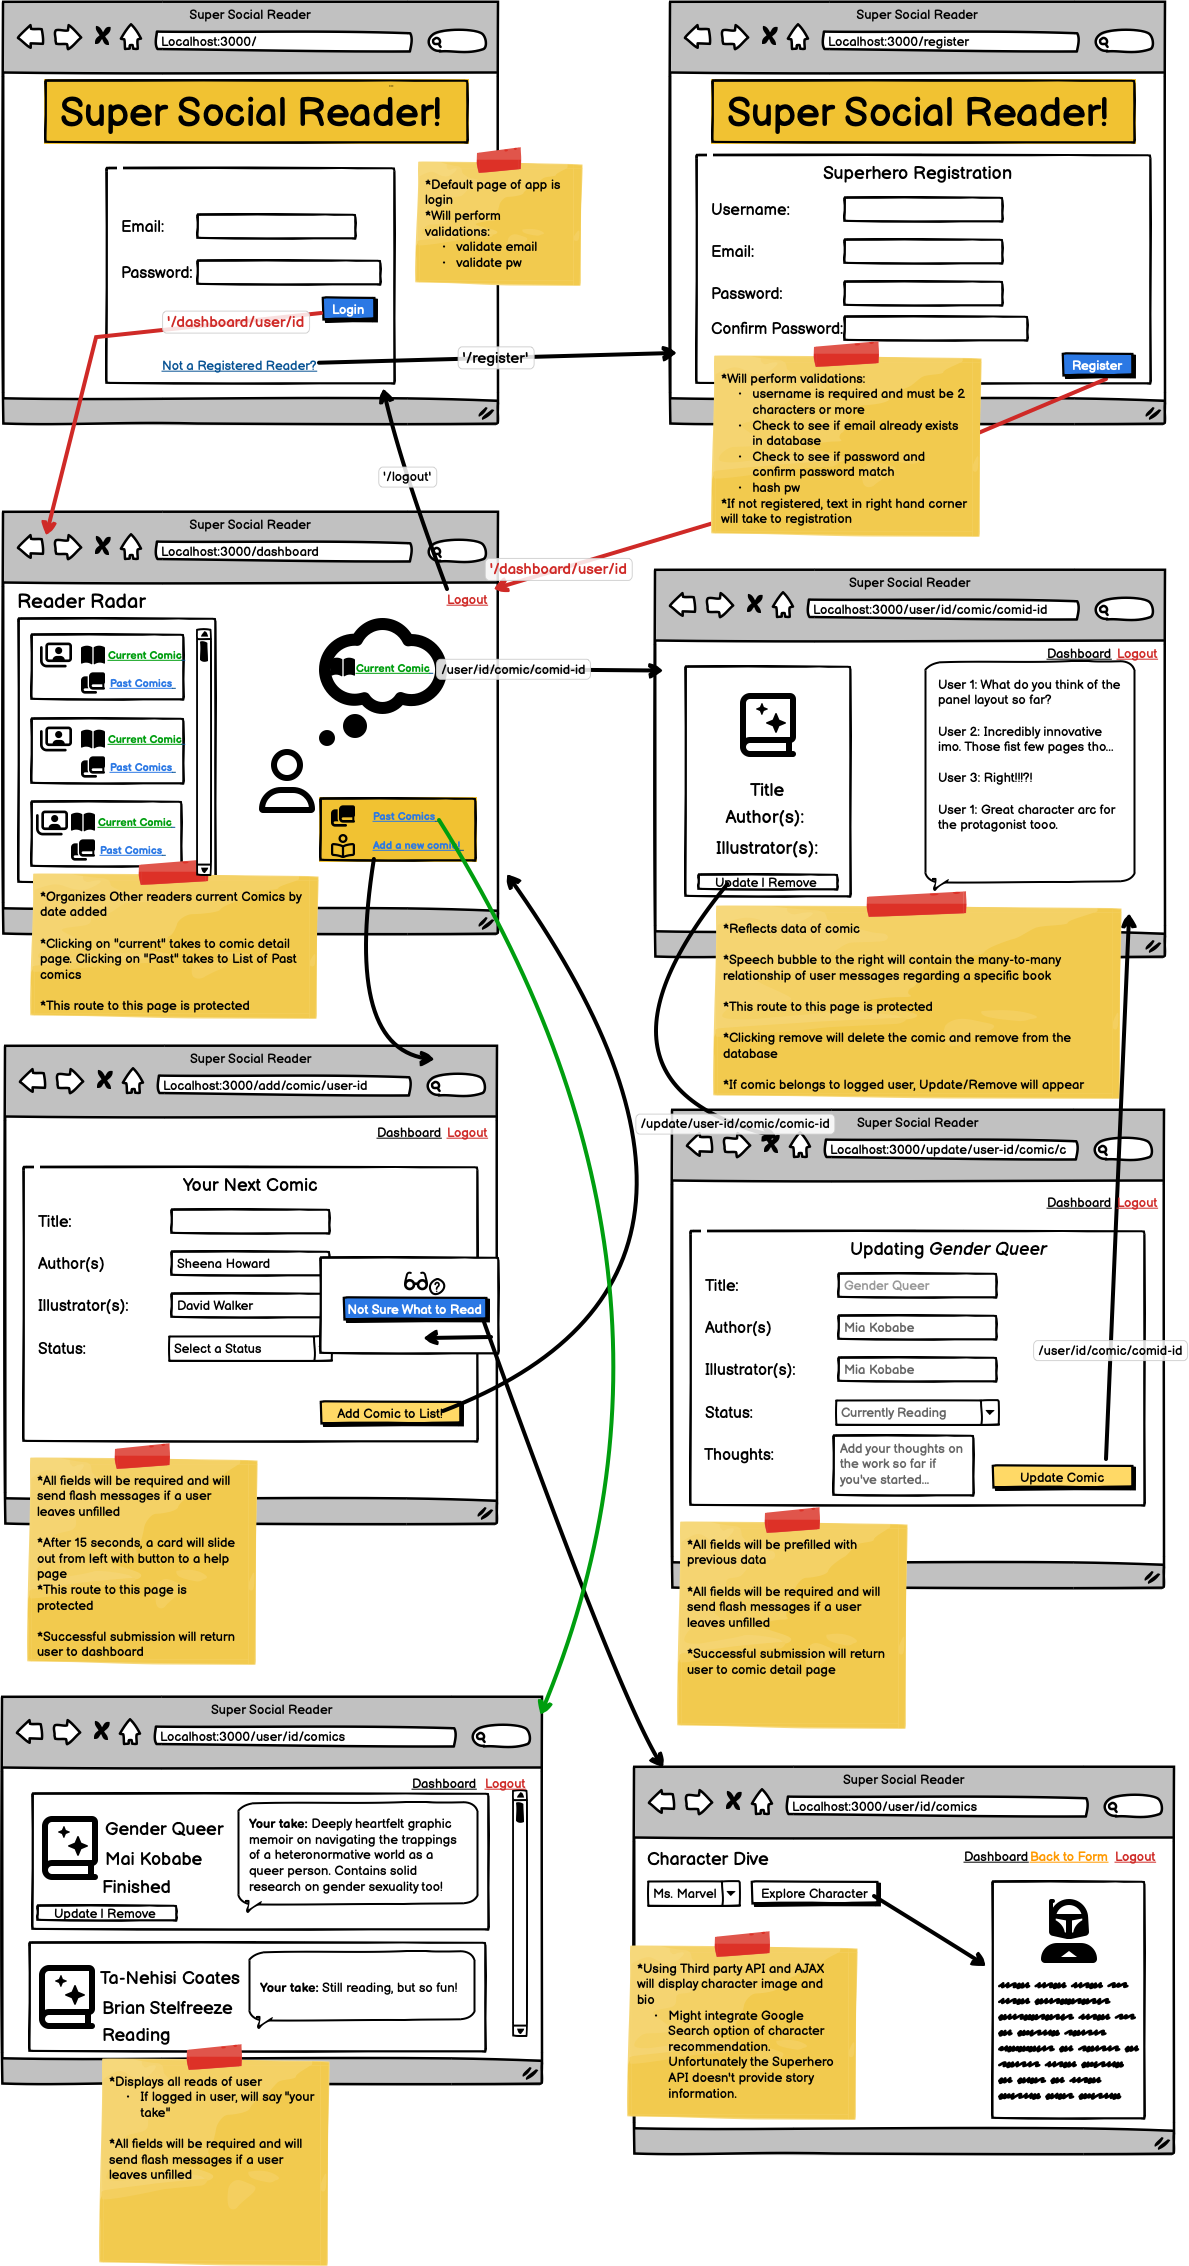 Super Social Reader
Localhost:3000/
Super Social Reader!
Email:
Password:
Login
'/dashboard/user/id
Not a Registered Reader?
'/register'
*Default page of app is
login
*Will perform
validations:
· validate email
· validate pw
Super Social Reader
Localhost:3000/register
Super Social Reader!
Superhero Registration
Username:
Email:
Password:
Confirm Password:
Register
*Will perform validations:
· username is required and must be 2
characters or more
· Check to see if email already exists
in database
· Check to see if password and
confirm password match
· hash pw
*If not registered, text in right hand corner
will take to registration
'/logout'
'/dashboard/user/id
Super Social Reader
Localhost:3000/dashboard
Reader Radar
Logout
Current Comic
Past Comics
Current Comic
Past Comics
Current Comic
Past Comics
Current Comic
/user/id/comic/comid-id
Past Comics
Add a new comic!
*Organizes Other readers current Comics by
date added
*Clicking on "current" takes to comic detail
page. Clicking on "Past" takes to List of Past
comics
*This route to this page is protected
Super Social Reader
Localhost:3000/user/id/comic/comid-id
Dashboard Logout
Title
Author(s):
Illustrator(s):
Update | Remove
User 1: What do you think of the
panel layout so far?
User 2: Incredibly innovative
imo. Those fist few pages tho...
User 3: Right!!!?!
User 1: Great character arc for
the protagonist tooo.
*Reflects data of comic
*Speech bubble to the right will contain the many-to-many
relationship of user messages regarding a specific book
*This route to this page is protected
*Clicking remove will delete the comic and remove from the
database
*If comic belongs to logged user, Update/Remove will appear
Super Social Reader
Localhost:3000/add/comic/user-id
Dashboard Logout
Your Next Comic
Title:
Author(s)
Sheena Howard
Illustrator(s):
David Walker
Status:
Select a Status
?
Not Sure What to Read
Add Comic to List!
*All fields will be required and will
send flash messages if a user
leaves unfilled
*After 15 seconds, a card will slide
out from left with button to a help
page
*This route to this page is
protected
*Successful submission will return
user to dashboard
/update/user-id/comic/comic-id
Super Social Reader
Localhost:3000/update/user-id/comic/c
Dashboard Logout
Updating Gender Queer
Title:
Gender Queer
Author(s)
Mia Kobabe
Illustrator(s):
Mia Kobabe
Status:
Currently Reading
Thoughts:
Add your thoughts on
the work so far if
you've started...
Update Comic
/user/id/comic/comid-id
*All fields will be prefilled with
previous data
*All fields will be required and will
send flash messages if a user
leaves unfilled
*Successful submission will return
user to comic detail page
Super Social Reader
Localhost:3000/user/id/comics
Dashboard Logout
Gender Queer
Mai Kobabe
Finished
Update | Remove
Your take: Deeply heartfelt graphic
memoir on navigating the trappings
of a heteronormative world as a
queer person. Contains solid
research on gender sexuality too!
Ta-Nehisi Coates
Brian Stelfreeze
Reading
Your take: Still reading, but so fun!
*Displays all reads of user
· If logged in user, will say "your
take"
*All fields will be required and will
send flash messages if a user
leaves unfilled
Super Social Reader
Localhost:3000/user/id/comics
Character Dive
Dashboard Back to Form Logout
Ms. Marvel
Explore Character
*Using Third party API and AJAX
will display character image and
bio
· Might integrate Google
Search option of character
recommendation.
Unfortunately the Superhero
API doesn't provide story
information.